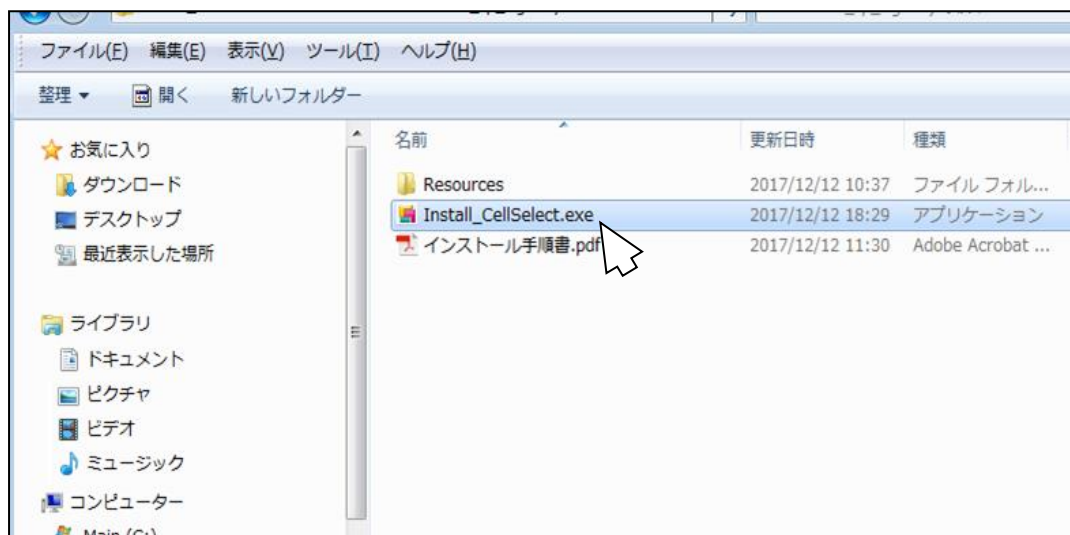 ファイル(F) 編集(E) 表示(V) ツール(T) ヘルプ(H)
整理 開く 新しいフォルダー
お気に入り
ダウンロード
デスクトップ
最近表示した場所
ライブラリ
ドキュメント
ピクチャ
ビデオ
ミュージック
コンピューター
Main (C:)
名前 更新日時 種類
Resources 2017/12/12 10:37 ファイル フォル...
Install_CellSelect.exe 2017/12/12 18:29 アプリケーション
インストール手順書.pdf 2017/12/12 11:30 Adobe Acrobat ...